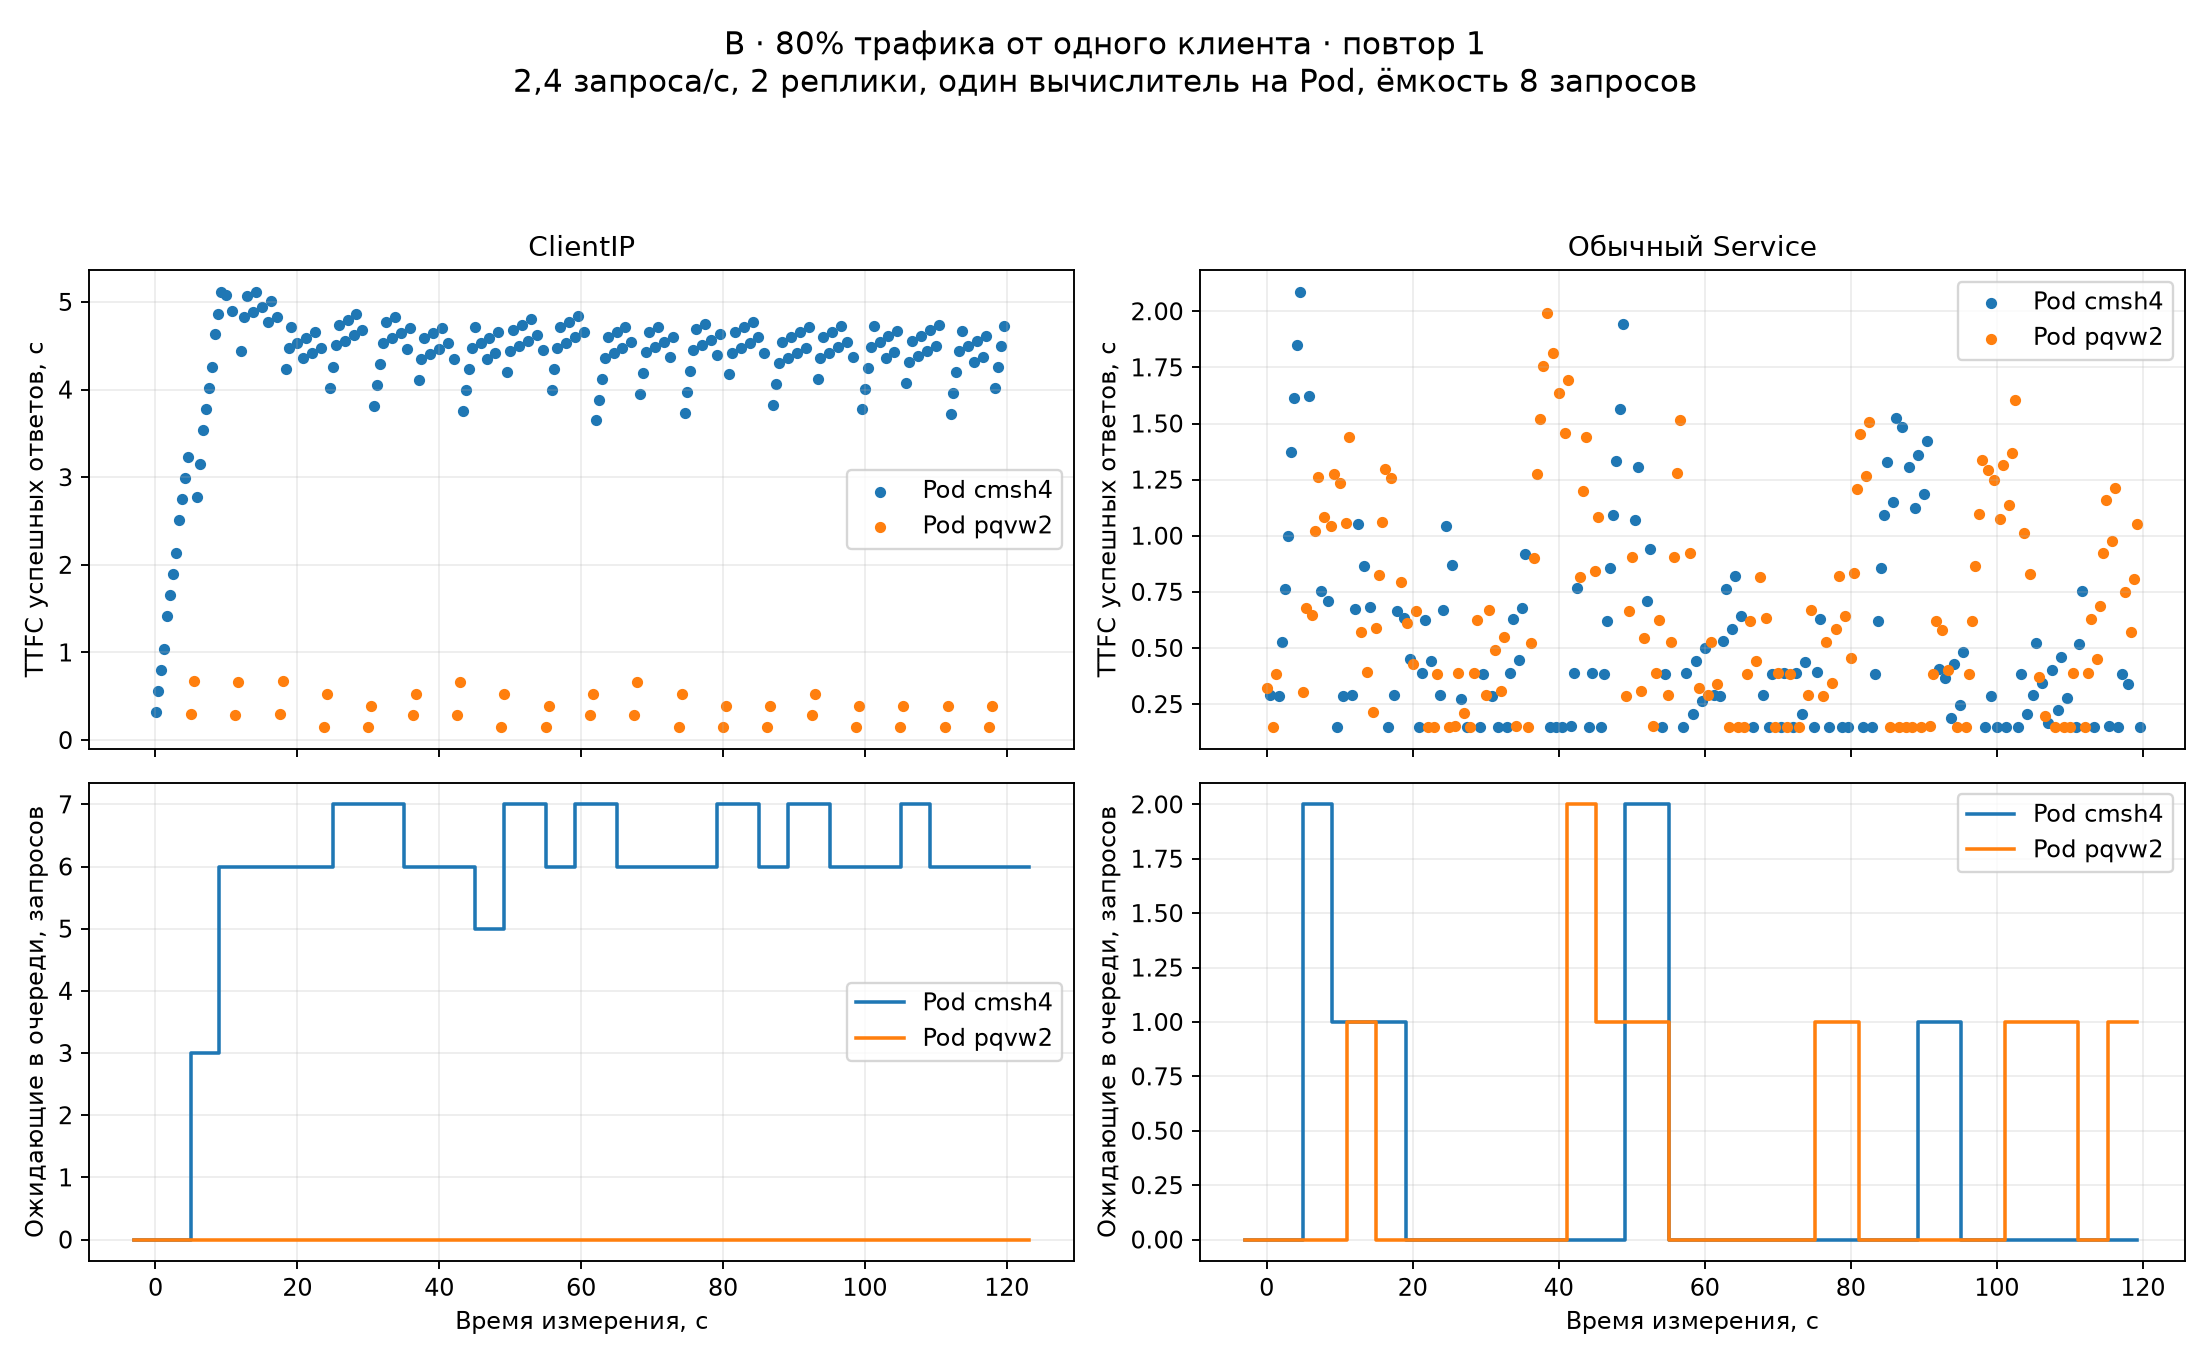 В · 80% трафика от одного клиента · повтор 1
2,4 запроса/с, 2 реплики, один вычислитель на Pod, ёмкость 8 запросов
ClientIP
TTFC успешных ответов, с
5
4
3
2
1
0
Pod cmsh4
Pod pqvw2
Обычный Service
TTFC успешных ответов, с
2.00
1.75
1.50
1.25
1.00
0.75
0.50
0.25
Pod cmsh4
Pod pqvw2
Ожидающие в очереди, запросов
7
6
5
4
3
2
1
0
Pod cmsh4
Pod pqvw2
0 20 40 60 80 100 120
Время измерения, с
Ожидающие в очереди, запросов
2.00
1.75
1.50
1.25
1.00
0.75
0.50
0.25
0.00
Pod cmsh4
Pod pqvw2
0 20 40 60 80 100 120
Время измерения, с